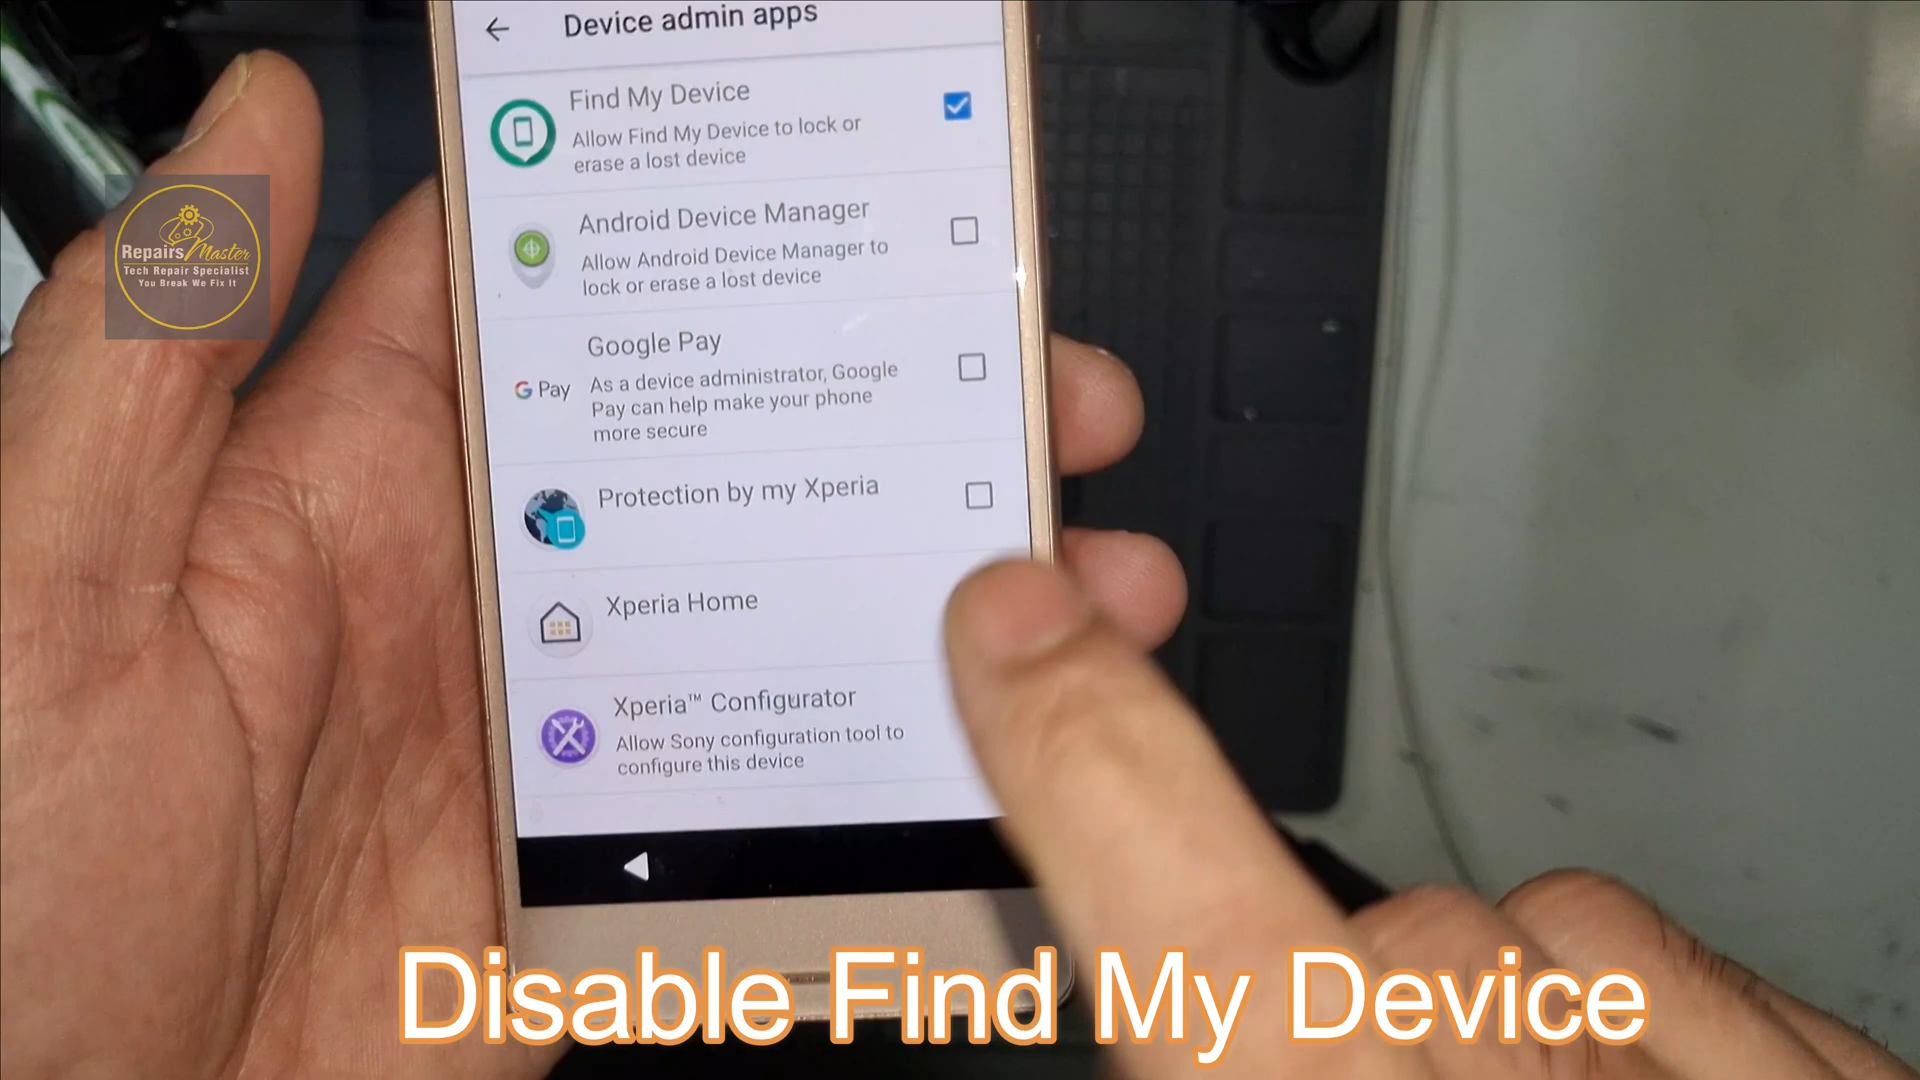 Device admin apps
Find My Device
Allow Find My Device to lock or
erase a lost device
Android Device Manager
Allow Android Device Manager to
lock or erase a lost device
Google Pay
G Pay
As a device administrator, Google
Pay can help make your phone
more secure
Protection by my Xperia
Xperia Home
Xperia™ Configurator
Allow Sony configuration tool to
configure this device
Repairs Master
Tech Repair Specialist
You Break We Fix It
Disable Find My Device